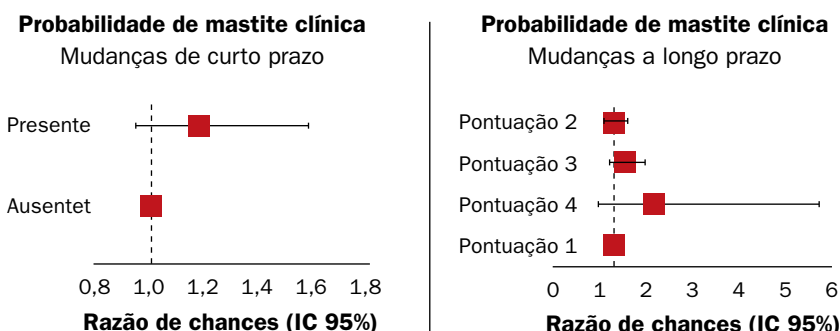 Probabilidade de mastite clínica
Mudanças de curto prazo
Presente
Ausentet
0,8 1,0 1,2 1,4 1,6 1,8
Razão de chances (IC 95%)
Probabilidade de mastite clínica
Mudanças a longo prazo
Pontuação 2
Pontuação 3
Pontuação 4
Pontuação 1
0 1 2 3 4 5 6
Razão de chances (IC 95%)